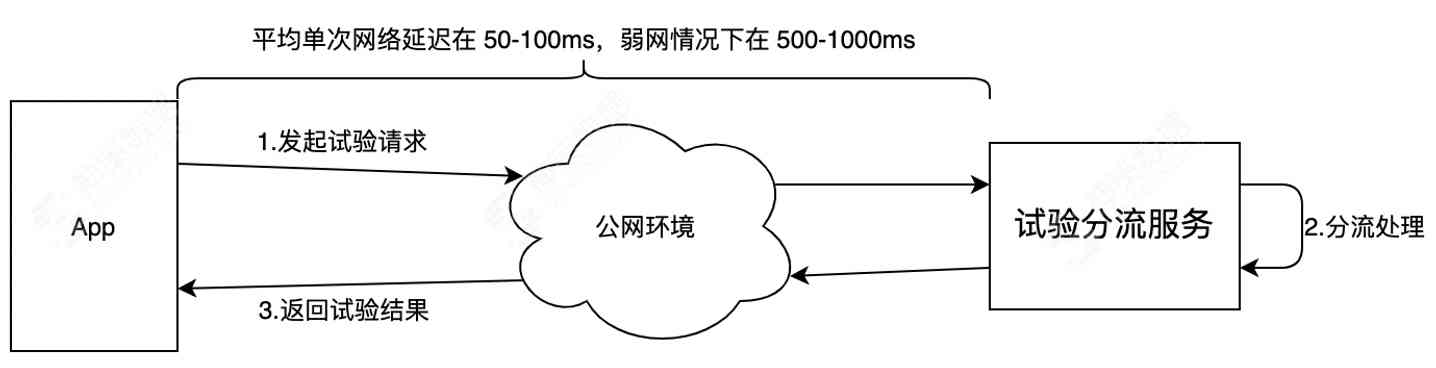 平均单次网络延迟在 50-100ms，弱网情况下在 500-1000ms
1.发起试验请求
App
公网环境
试验分流服务
2.分流处理
3.返回试验结果